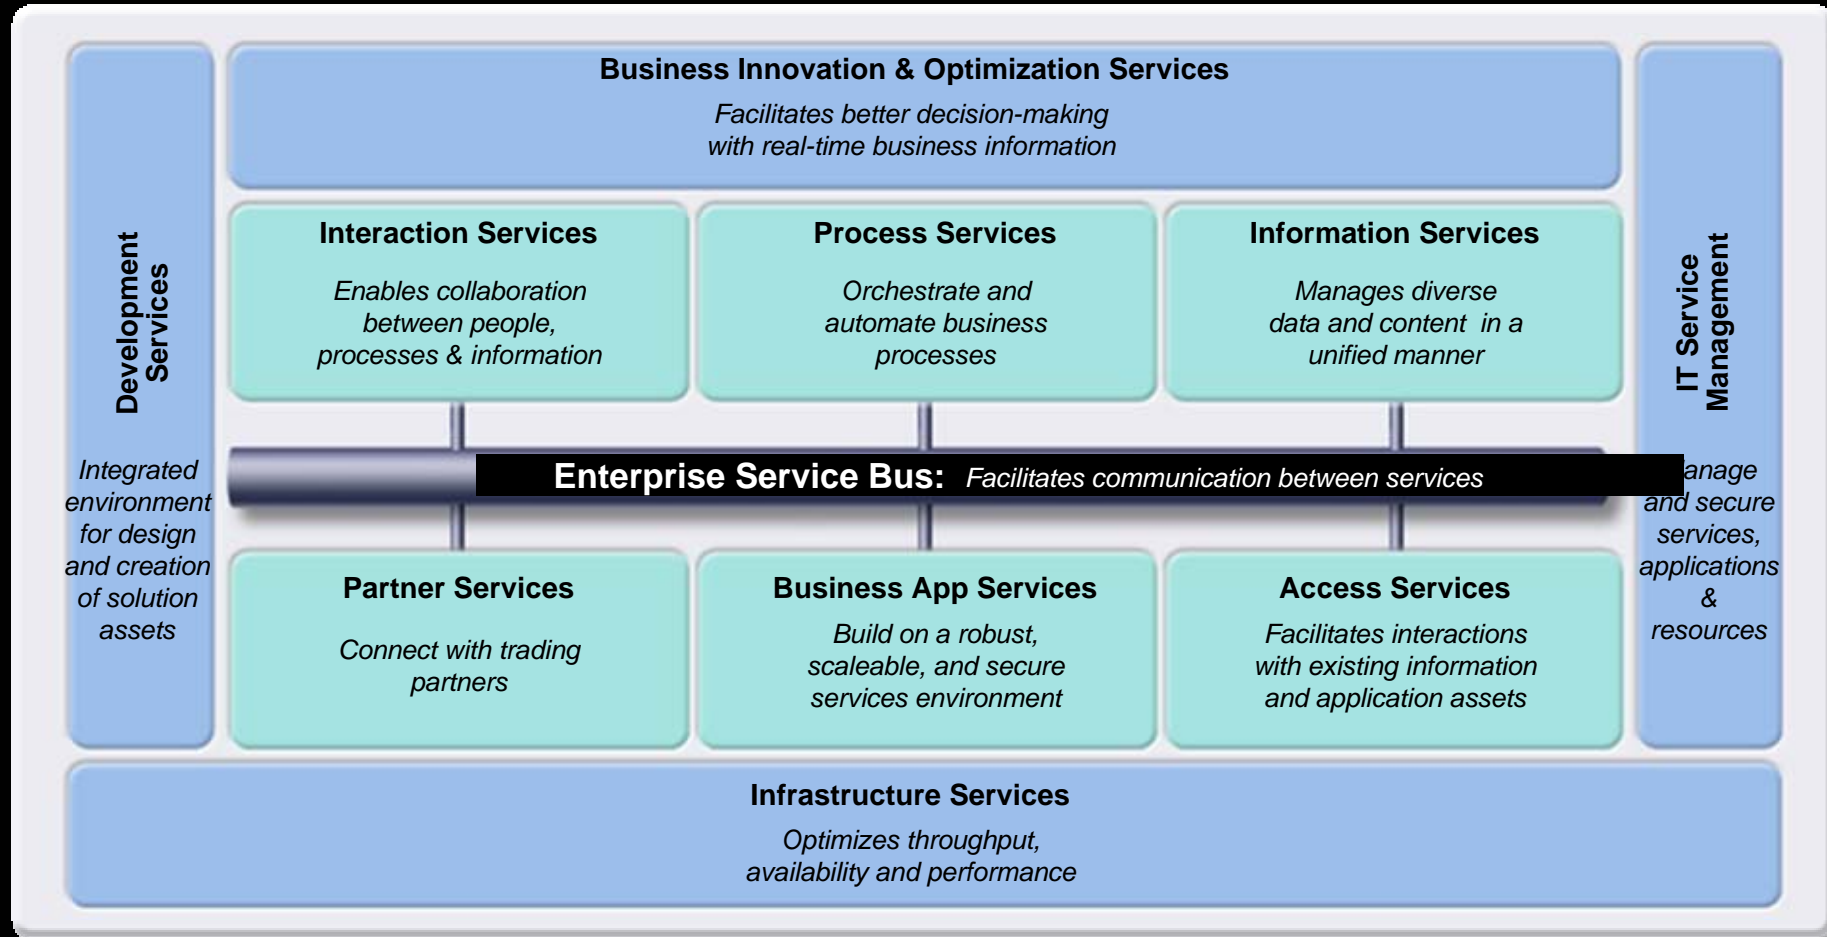 Business Innovation & Optimization Services
Facilitates better decision-making
with real-time business information
Development
Services
Integrated
environment
for design
and creation
of solution
assets
Interaction Services
Enables collaboration
between people,
processes & information
Process Services
Orchestrate and
automate business
processes
Information Services
Manages diverse
data and content in a
unified manner
IT Service
Management
anage
and secure
services,
applications
&
resources
Enterprise Service Bus: Facilitates communication between services
Partner Services
Connect with trading
partners
Business App Services
Build on a robust,
scaleable, and secure
services environment
Access Services
Facilitates interactions
with existing information
and application assets
Infrastructure Services
Optimizes throughput,
availability and performance